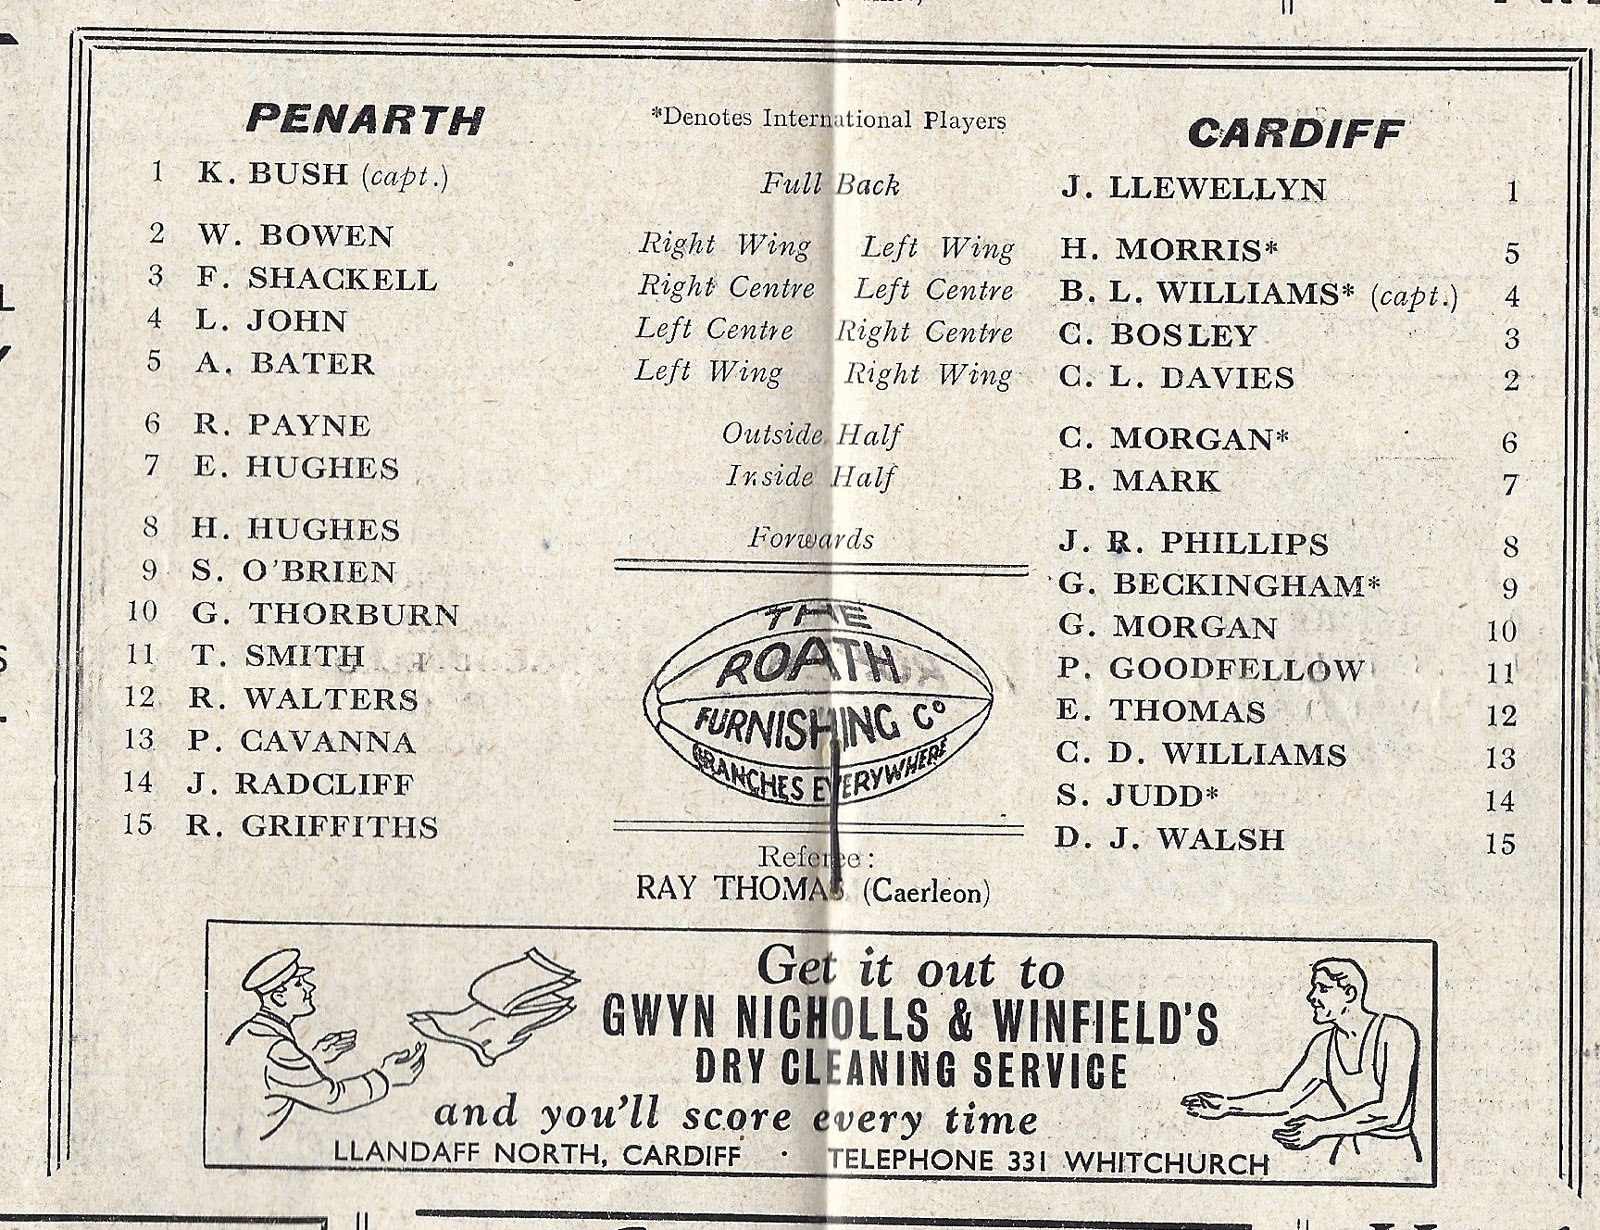 PENARTH *Denotes International Players CARDIFF
1 K. BUSH (capt.) Full Back J. LLEWELLYN 1
2 W. BOWEN Right Wing Left Wing H. MORRIS* 5
3 F. SHACKELL Right Centre Left Centre B. L. WILLIAMS* (capt.) 4
4 L. JOHN Left Centre Right Centre C. BOSLEY 3
5 A. BATER Left Wing Right Wing C. L. DAVIES 2
6 R. PAYNE Outside Half C. MORGAN* 6
7 E. HUGHES Inside Half B. MARK 7
8 H. HUGHES Forwards J. R. PHILLIPS 8
9 S. O'BRIEN G. BECKINGHAM* 9
10 G. THORBURN G. MORGAN 10
11 T. SMITH P. GOODFELLOW 11
12 R. WALTERS E. THOMAS 12
13 P. CAVANNA C. D. WILLIAMS 13
14 J. RADCLIFF S. JUDD* 14
15 R. GRIFFITHS D. J. WALSH 15
THE
ROATH
FURNISHING Co
BRANCHES EVERYWHERE
Referee:
RAY THOMAS (Caerleon)
Get it out to
GWYN NICHOLLS & WINFIELD'S
DRY CLEANING SERVICE
and you'll score every time
LLANDAFF NORTH, CARDIFF · TELEPHONE 331 WHITCHURCH